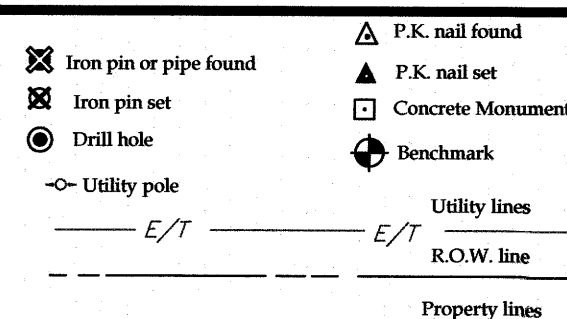 P.K. nail found
Iron pin or pipe found
P.K. nail set
Iron pin set
Concrete Monument
Drill hole
Benchmark
Utility pole
Utility lines
E/T E/T
R.O.W. line
Property lines